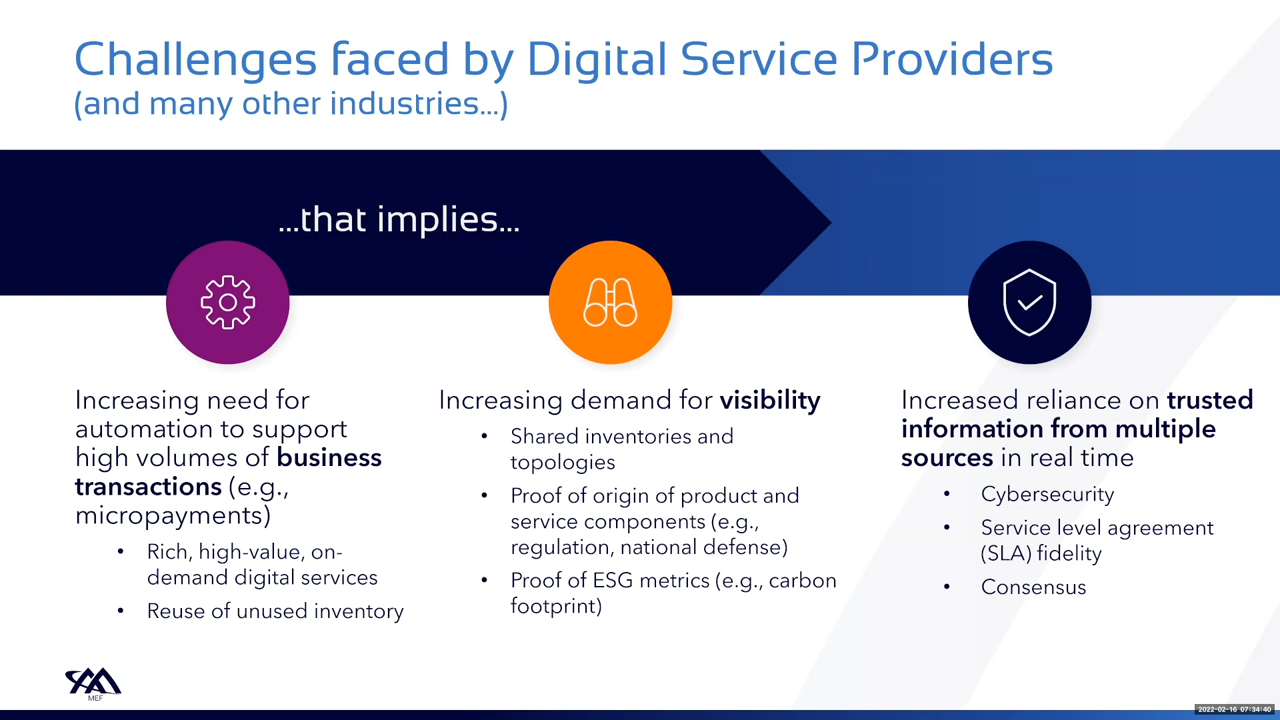 Challenges faced by Digital Service Providers
(and many other industries...)
...that implies...
Increasing need for
automation to support
high volumes of business
transactions (e.g.,
micropayments)
• Rich, high-value, on-
demand digital services
• Reuse of unused inventory
Increasing demand for visibility
• Shared inventories and
topologies
• Proof of origin of product and
service components (e.g.,
regulation, national defense)
• Proof of ESG metrics (e.g., carbon
footprint)
Increased reliance on trusted
information from multiple
sources in real time
• Cybersecurity
• Service level agreement
(SLA) fidelity
• Consensus
MEF
2022-02-16 07:34:40